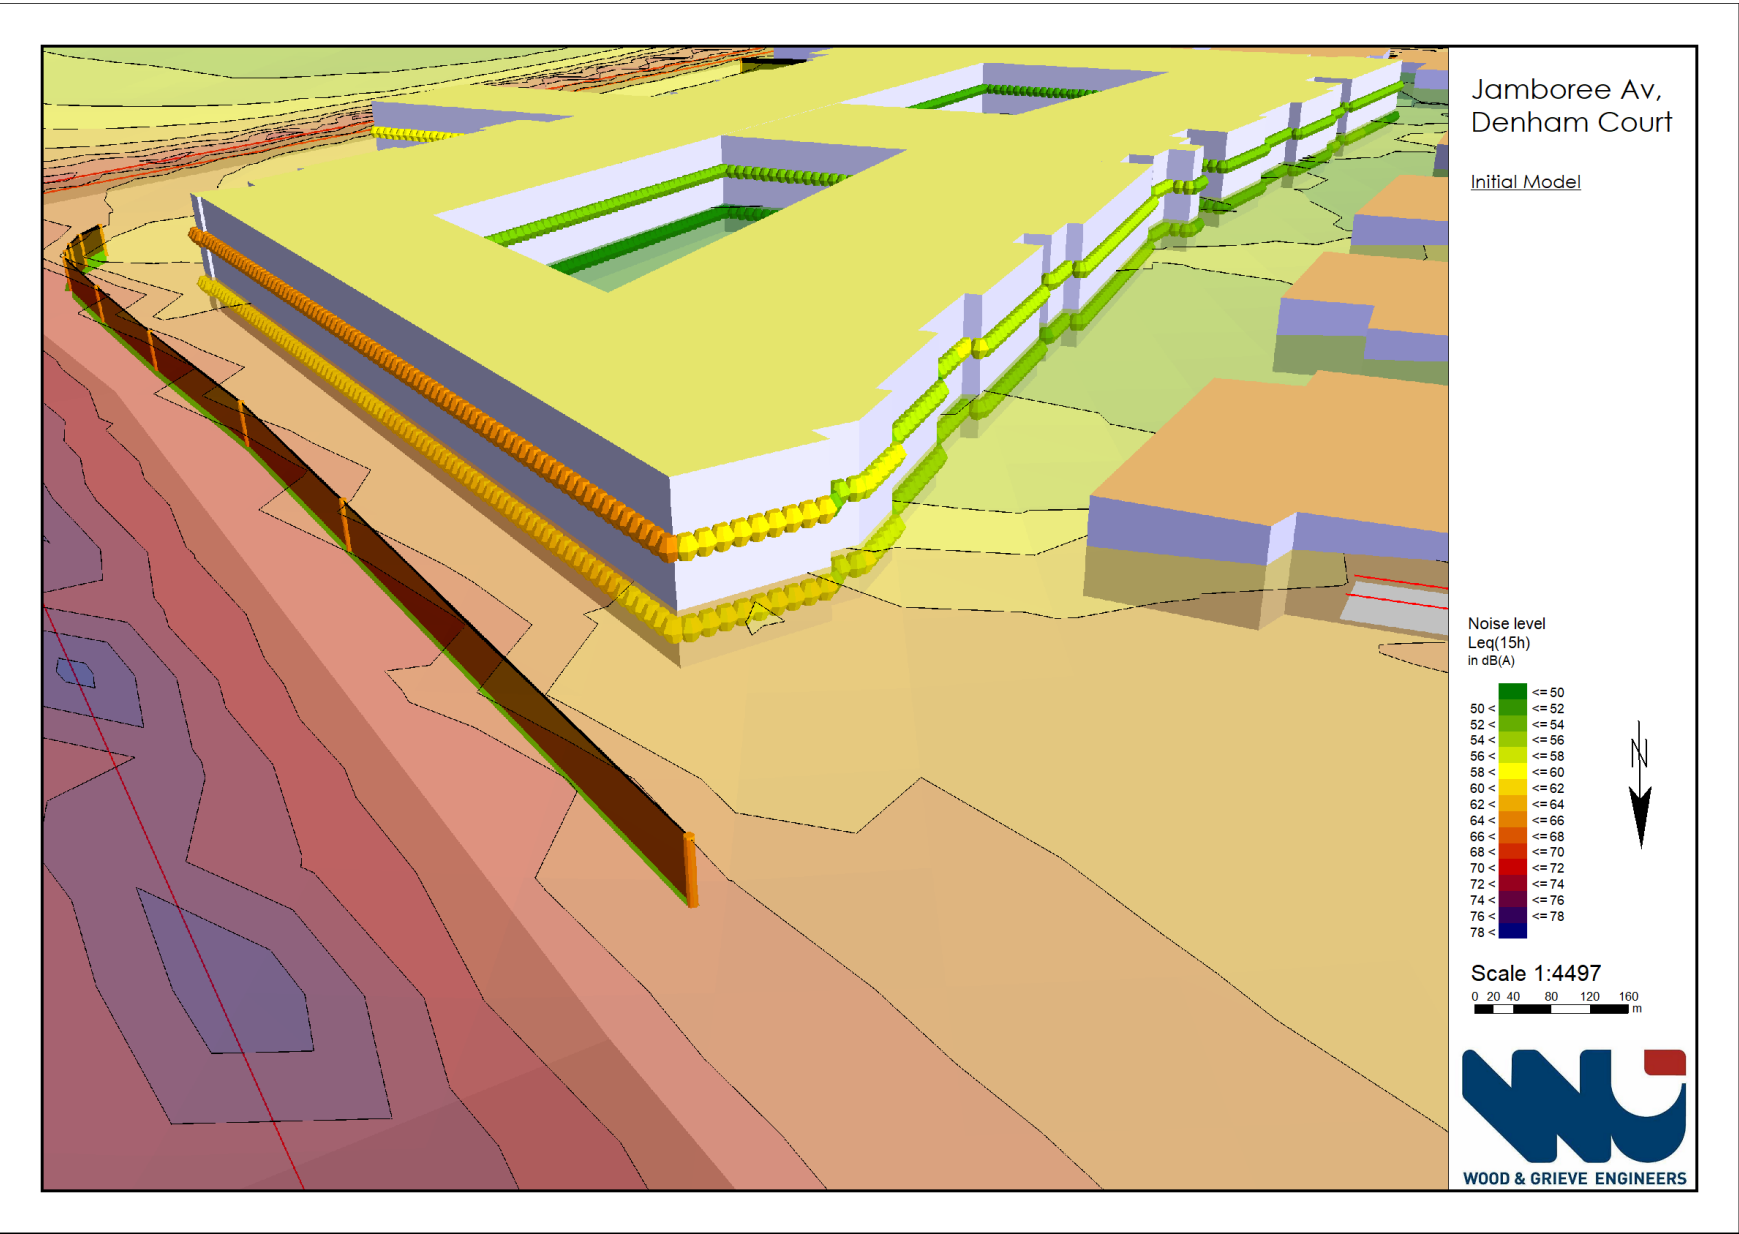 Jamboree Av,
Denham Court
Initial Model
Noise level
Leq(15h)
in dB(A)
<= 50
50 < <= 52
52 < <= 54
54 < <= 56
56 < <= 58
58 < <= 60
60 < <= 62
62 < <= 64
64 < <= 66
66 < <= 68
68 < <= 70
70 < <= 72
72 < <= 74
74 < <= 76
76 < <= 78
78 <
N
Scale 1:4497
0 20 40 80 120 160
m
WOOD & GRIEVE ENGINEERS